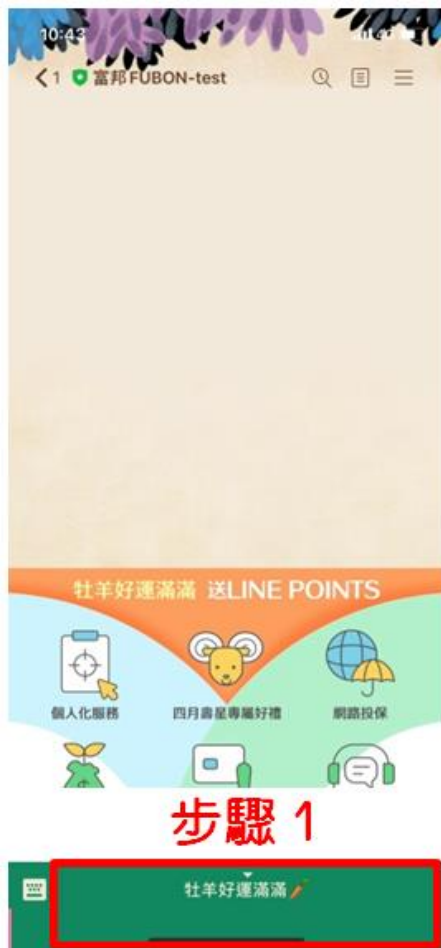 10:43
1 富邦FUBON-test
牡羊好運滿滿 送LINE POINTS
個人化服務 四月壽星專屬好禮 網路投保
步驟 1
牡羊好運滿滿